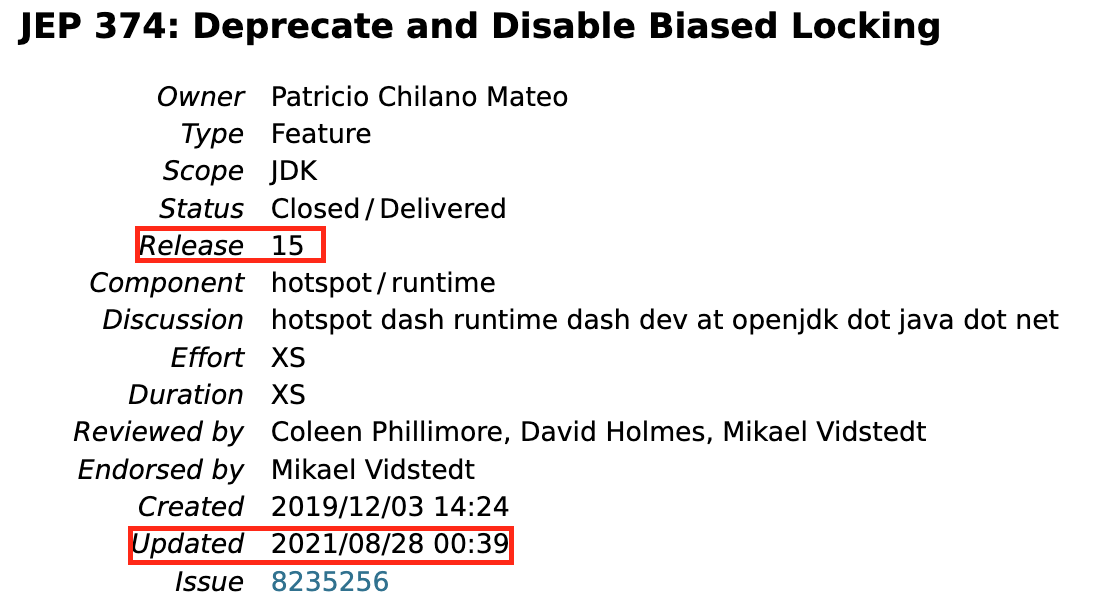 JEP 374: Deprecate and Disable Biased Locking
Owner Patricio Chilano Mateo
Type Feature
Scope JDK
Status Closed / Delivered
Release 15
Component hotspot / runtime
Discussion hotspot dash runtime dash dev at openjdk dot java dot net
Effort XS
Duration XS
Reviewed by Coleen Phillimore, David Holmes, Mikael Vidstedt
Endorsed by Mikael Vidstedt
Created 2019/12/03 14:24
Updated 2021/08/28 00:39
Issue 8235256